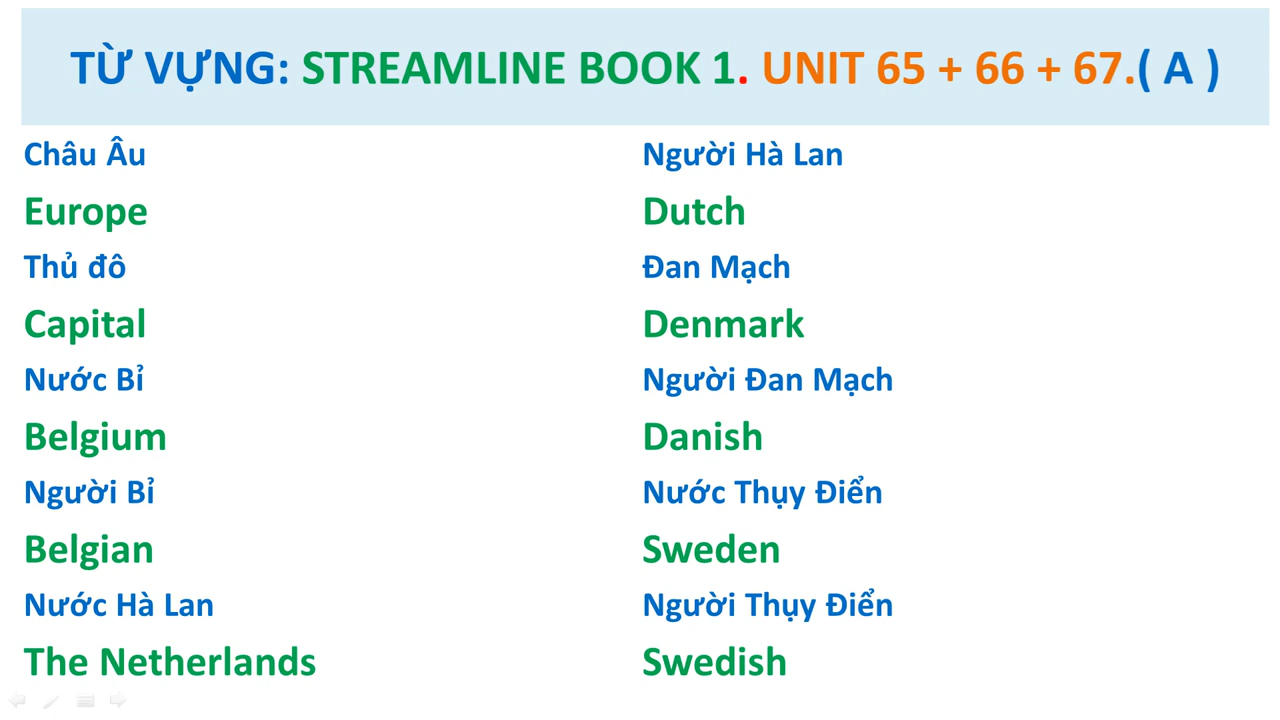 TỪ VỰNG: STREAMLINE BOOK 1. UNIT 65 + 66 + 67.( A )
Châu Âu
Europe
Thủ đô
Capital
Nước Bỉ
Belgium
Người Bỉ
Belgian
Nước Hà Lan
The Netherlands
Người Hà Lan
Dutch
Đan Mạch
Denmark
Người Đan Mạch
Danish
Nước Thụy Điển
Sweden
Người Thụy Điển
Swedish